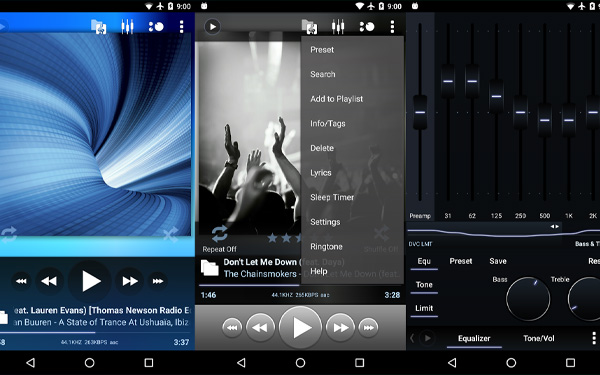 9:00
eat. Lauren Evans) [Thomas Newson Radio E
n Buuren - A State of Trance At Ushuaïa, Ibiz
58
44.1KHZ 263KBPS aac
3:37
9:00
Preset
Search
Add to Playlist
Info/Tags
Delete
Lyrics
Sleep Timer
Settings
Ringtone
Help
Repeat Off
Shuffle Off
Don't Let Me Down (feat. Daya)
The Chainsmokers - C Let Me Down (feat.
1:46
44.1KHZ 265KBPS aac
3:28
9:00
Preamp
31
62
125
250
500
1K
2K
DVC LMT
Bass & T
Equ
Preset
Save
Res
Tone
Limit
Bass
Treble
Equalizer
Tone/Vol